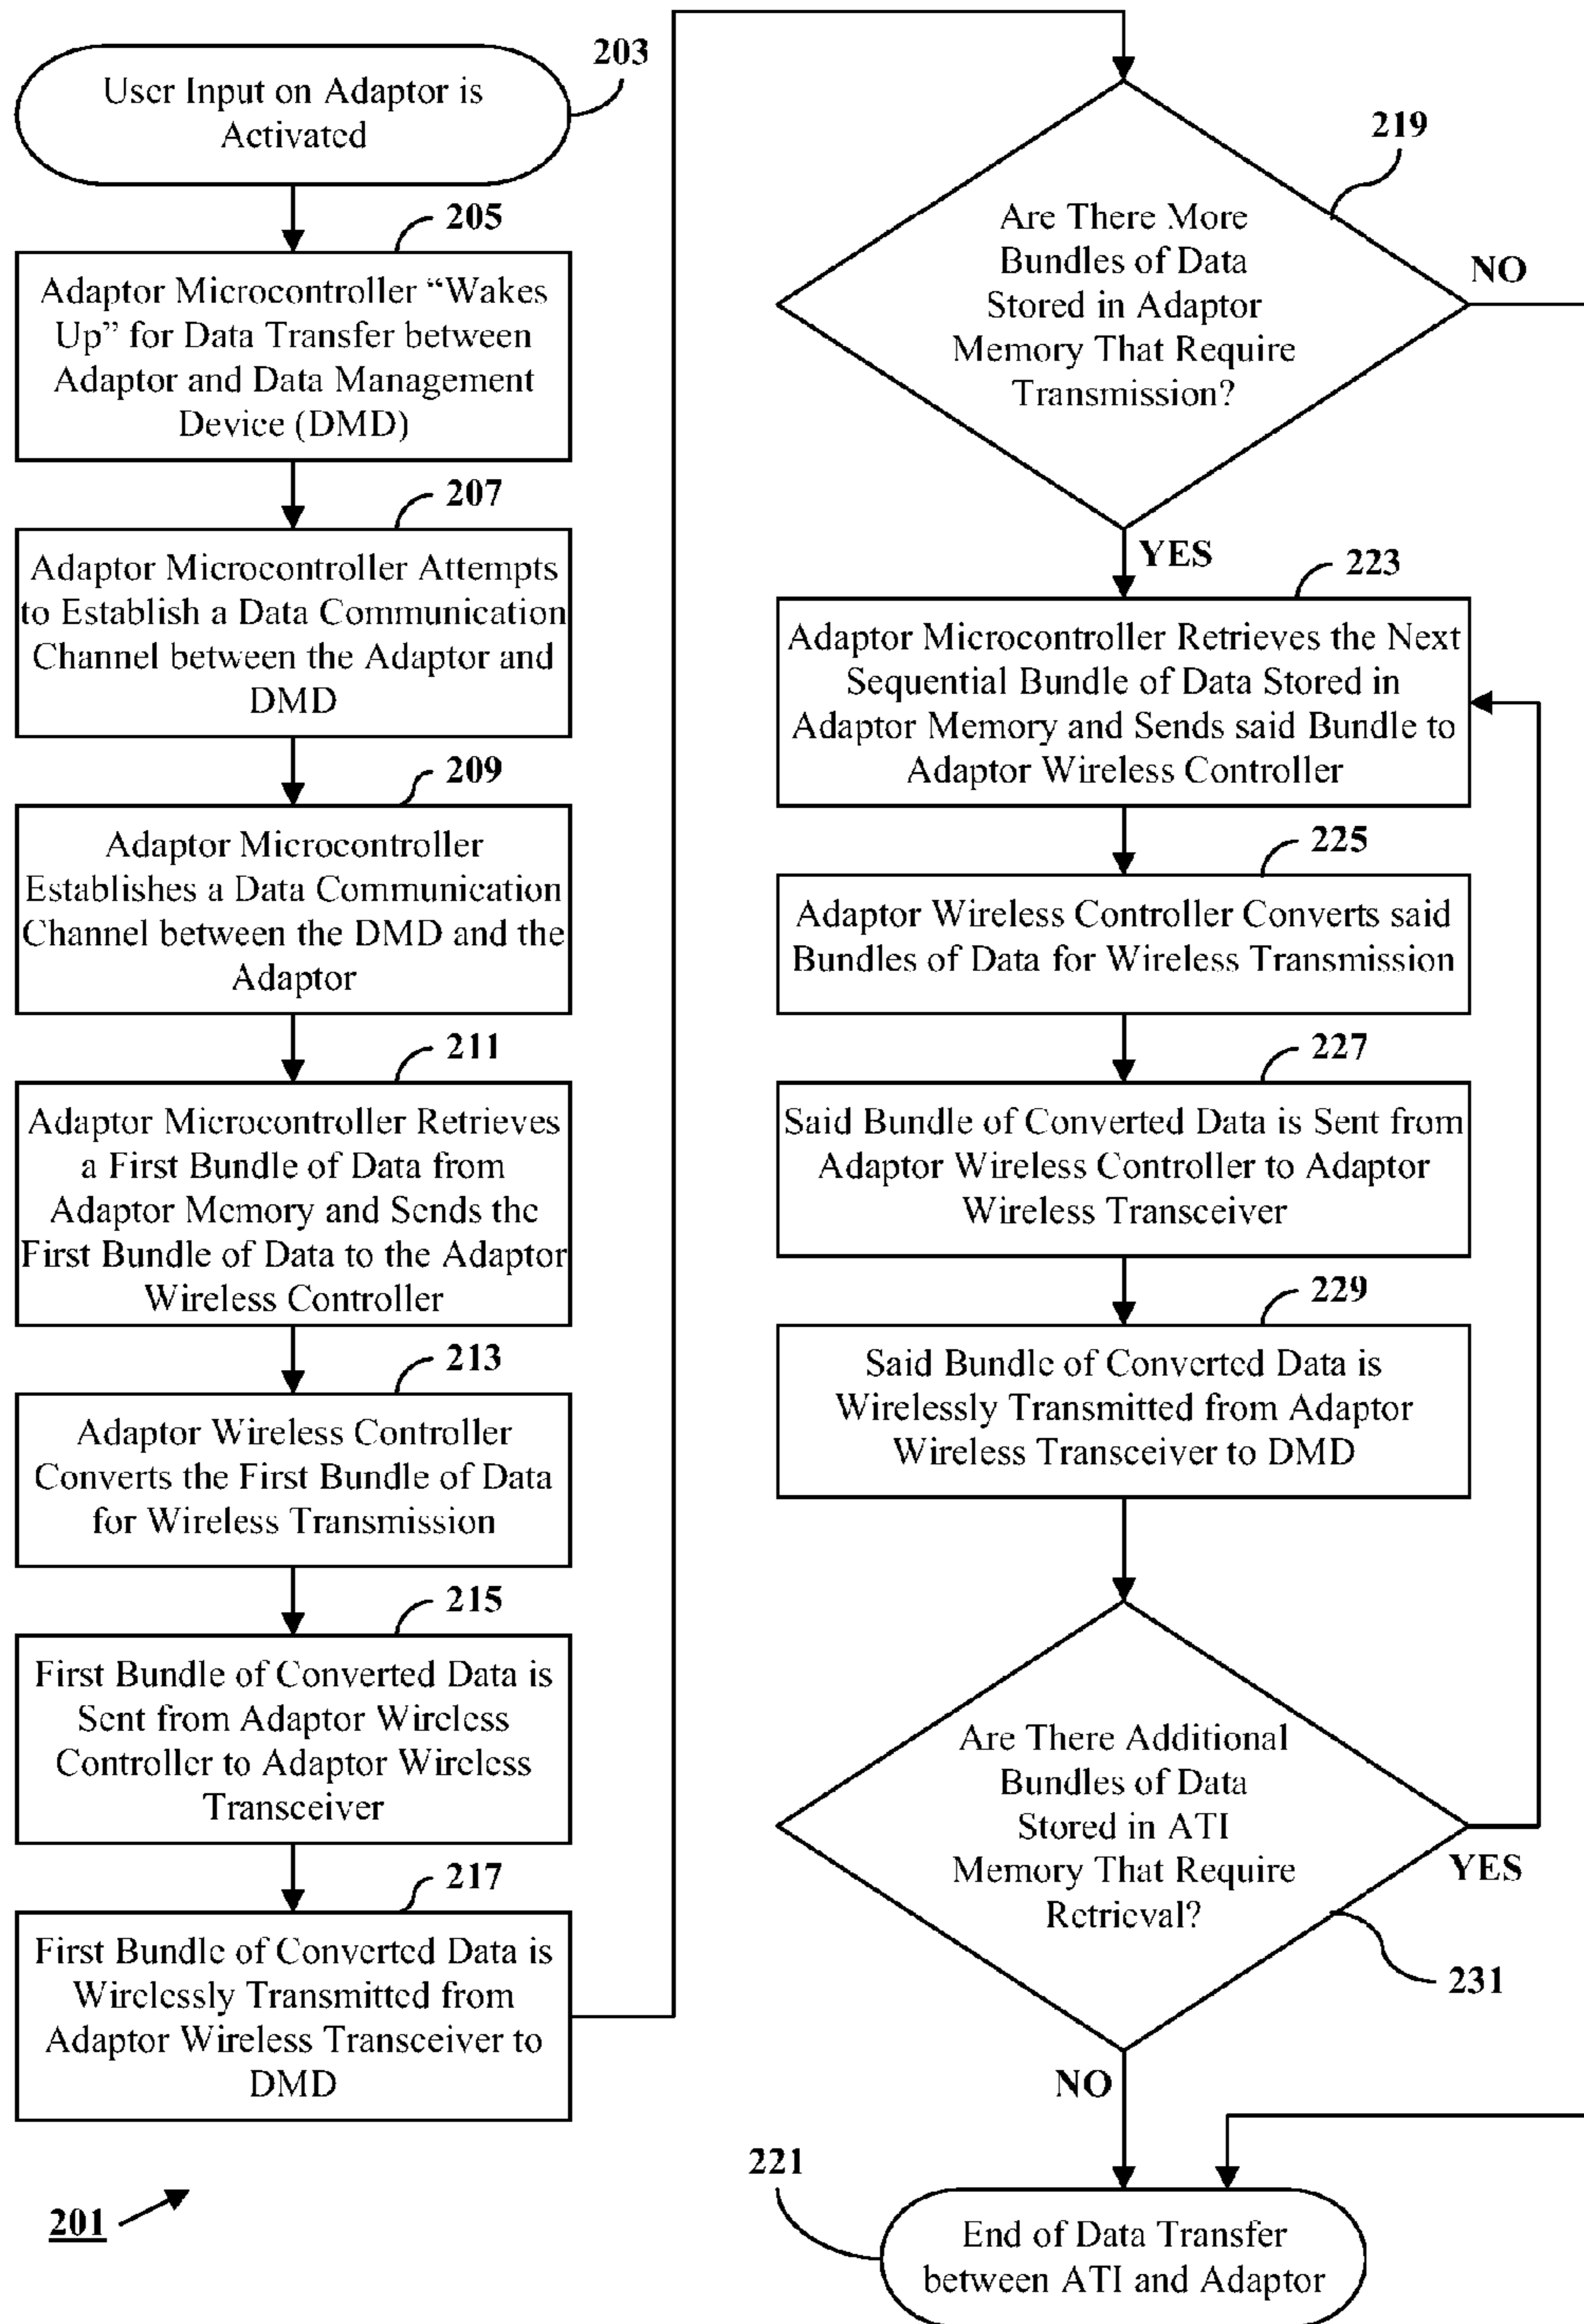 User Input on Adaptor is
Activated
203
205
Adaptor Microcontroller “Wakes
Up” for Data Transfer between
Adaptor and Data Management
Device (DMD)
207
Adaptor Microcontroller Attempts
to Establish a Data Communication
Channel between the Adaptor and
DMD
209
Adaptor Microcontroller
Establishes a Data Communication
Channel between the DMD and the
Adaptor
211
Adaptor Microcontroller Retrieves
a First Bundle of Data from
Adaptor Memory and Sends the
First Bundle of Data to the Adaptor
Wireless Controller
213
Adaptor Wireless Controller
Converts the First Bundle of Data
for Wireless Transmission
215
First Bundle of Converted Data is
Sent from Adaptor Wireless
Controller to Adaptor Wireless
Transceiver
217
First Bundle of Converted Data is
Wirelessly Transmitted from
Adaptor Wireless Transceiver to
DMD
201
219
Are There More
Bundles of Data
Stored in Adaptor
Memory That Require
Transmission?
NO
YES
223
Adaptor Microcontroller Retrieves the Next
Sequential Bundle of Data Stored in
Adaptor Memory and Sends said Bundle to
Adaptor Wireless Controller
225
Adaptor Wireless Controller Converts said
Bundles of Data for Wireless Transmission
227
Said Bundle of Converted Data is Sent from
Adaptor Wireless Controller to Adaptor
Wireless Transceiver
229
Said Bundle of Converted Data is
Wirelessly Transmitted from Adaptor
Wireless Transceiver to DMD
Are There Additional
Bundles of Data
Stored in ATI
Memory That Require
Retrieval?
YES
231
NO
221
End of Data Transfer
between ATI and Adaptor